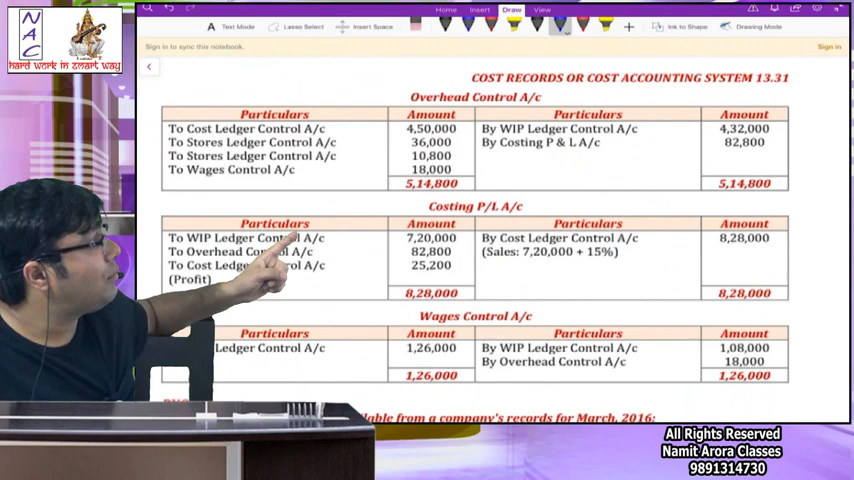 NAC
hard work in smart way
Home Insert Draw View
Text Mode Lasso Select Insert Space Ink to Shape Drawing Mode
Sign in to sync this notebook. Sign in
COST RECORDS OR COST ACCOUNTING SYSTEM 13.31
Overhead Control A/c
Particulars Amount Particulars Amount
To Cost Ledger Control A/c 4,50,000 By WIP Ledger Control A/c 4,32,000
To Stores Ledger Control A/c 36,000 By Costing P & L A/c 82,800
To Stores Ledger Control A/c 10,800
To Wages Control A/c 18,000
5,14,800 5,14,800
Costing P/L A/c
Particulars Amount Particulars Amount
To WIP Ledger Control A/c 7,20,000 By Cost Ledger Control A/c 8,28,000
To Overhead Control A/c 82,800 (Sales: 7,20,000 + 15%)
To Cost Ledger Control A/c 25,200
(Profit)
8,28,000 8,28,000
Wages Control A/c
Particulars Amount Particulars Amount
Ledger Control A/c 1,26,000 By WIP Ledger Control A/c 1,08,000
By Overhead Control A/c 18,000
1,26,000 1,26,000
from a company's records for March, 2016:
All Rights Reserved
Namit Arora Classes
9891314730